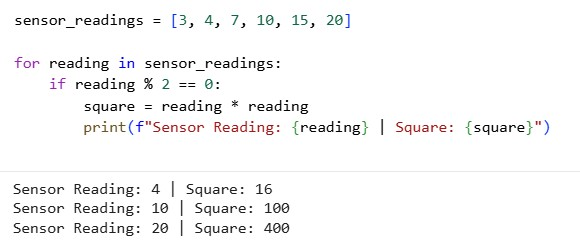 sensor_readings = [3, 4, 7, 10, 15, 20]
for reading in sensor_readings:
    if reading % 2 == 0:
        square = reading * reading
        print(f"Sensor Reading: {reading} | Square: {square}")
Sensor Reading: 4 | Square: 16
Sensor Reading: 10 | Square: 100
Sensor Reading: 20 | Square: 400